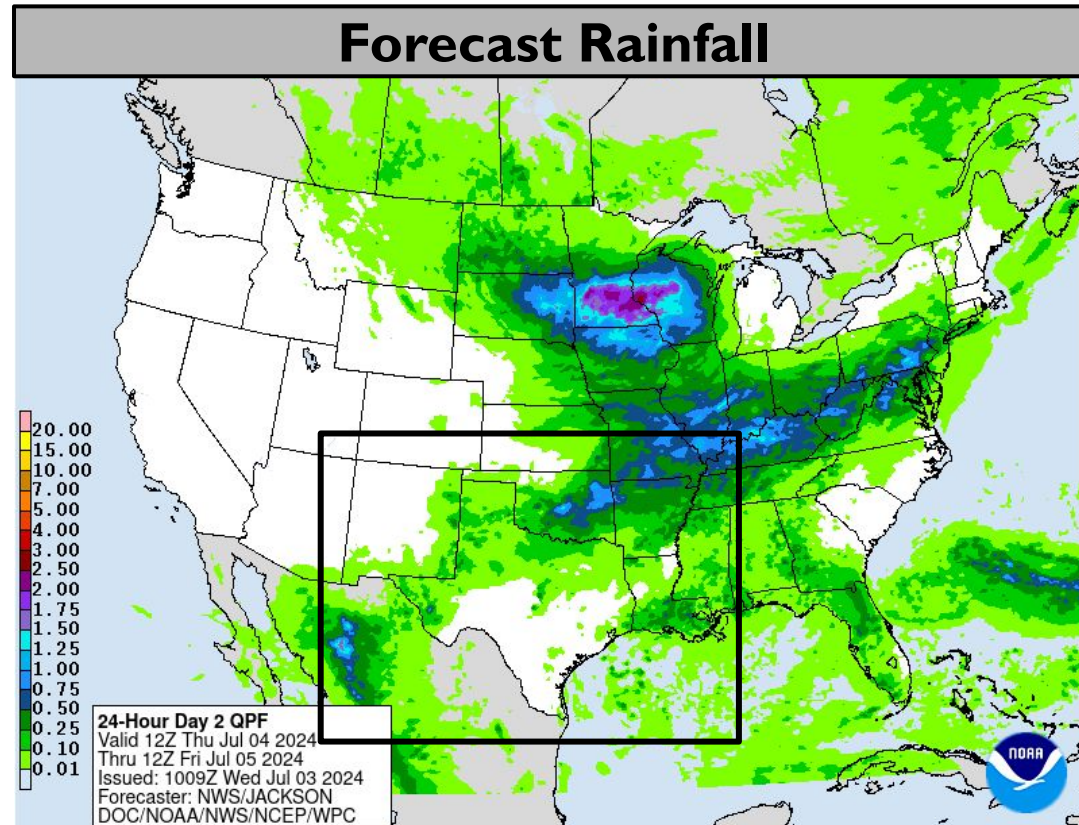 Forecast Rainfall
20.00
15.00
10.00
7.00
5.00
4.00
3.00
2.50
2.00
1.75
1.50
1.25
1.00
0.75
0.50
0.25
0.10
0.01
24-Hour Day 2 QPF
Valid 12Z Thu Jul 04 2024
Thru 12Z Fri Jul 05 2024
Issued: 1009Z Wed Jul 03 2024
Forecaster: NWS/JACKSON
DOC/NOAA/NWS/NCEP/WPC
NOAA